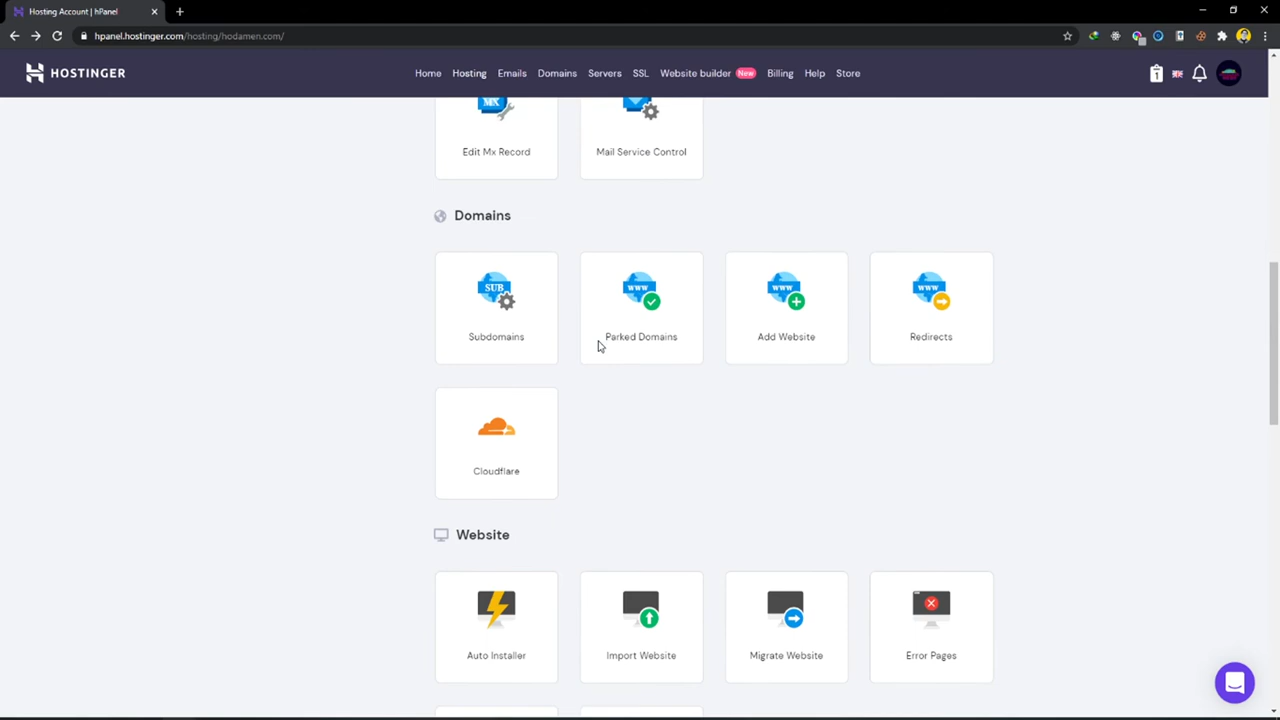 Hosting Account | hPanel
hpanel.hostinger.com/hosting/hodamen.com/
HOSTINGER
Home Hosting Emails Domains Servers SSL Website builder New Billing Help Store
1
MX
Edit Mx Record Mail Service Control
Domains
SUB www www www
Subdomains Parked Domains Add Website Redirects
Cloudflare
Website
Auto Installer Import Website Migrate Website Error Pages